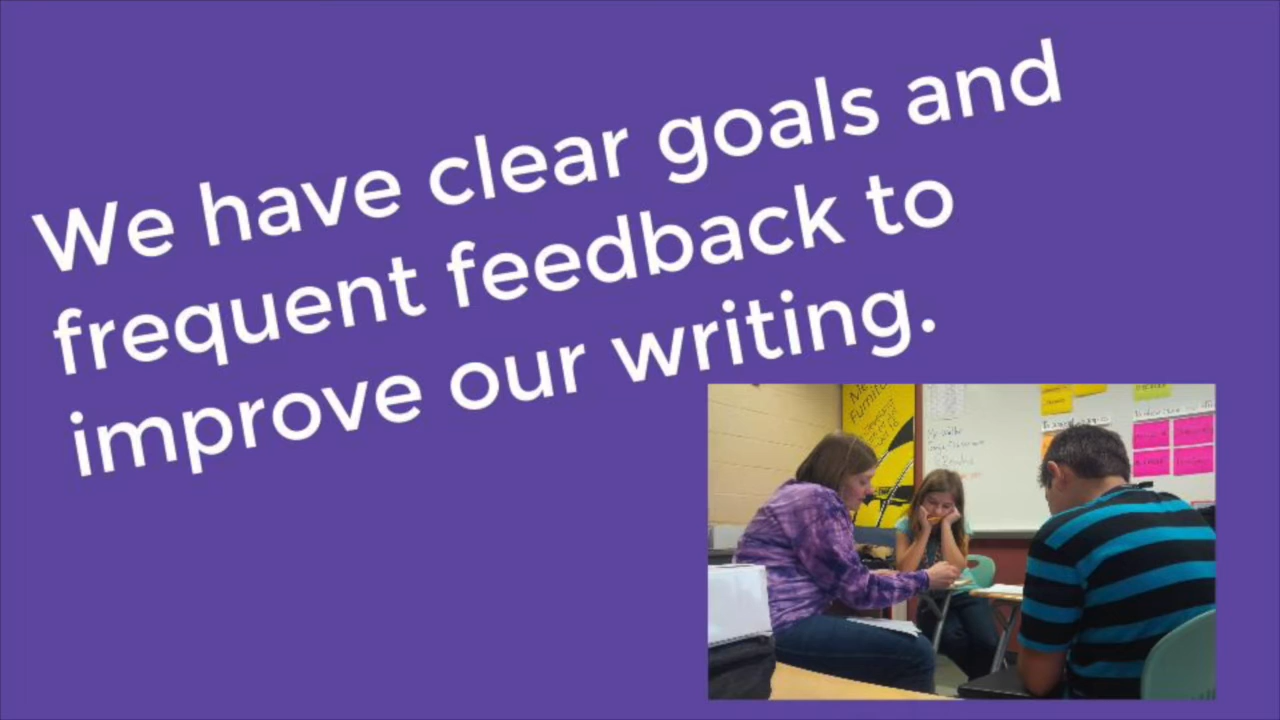 We have clear goals and
frequent feedback to
improve our writing.